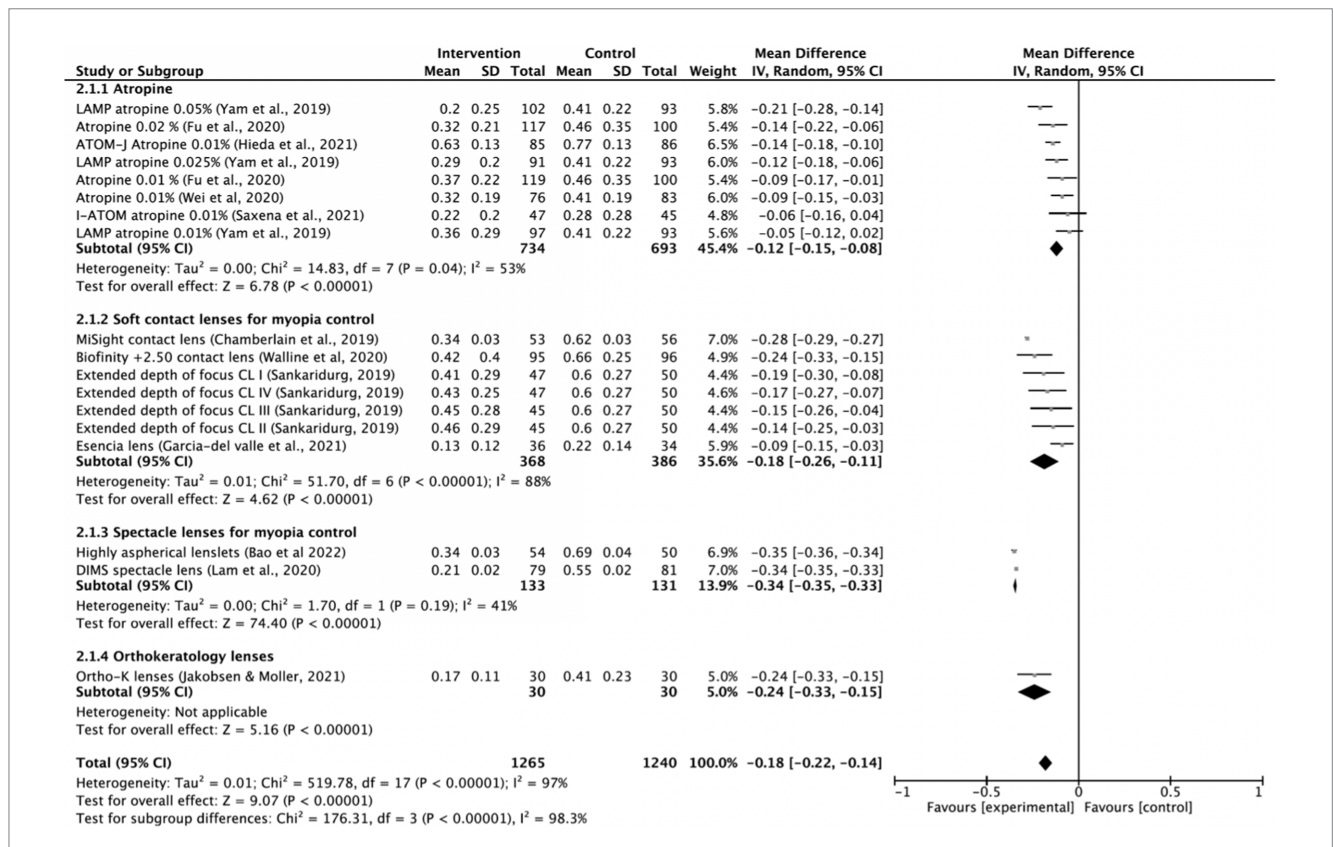 Intervention Control Mean Difference Mean Difference
Study or Subgroup Mean SD Total Mean SD Total Weight IV, Random, 95% CI IV, Random, 95% CI
2.1.1 Atropine
LAMP atropine 0.05% (Yam et al., 2019) 0.2 0.25 102 0.41 0.22 93 5.8% -0.21 [-0.28, -0.14]
Atropine 0.02 % (Fu et al., 2020) 0.32 0.21 117 0.46 0.35 100 5.4% -0.14 [-0.22, -0.06]
ATOM-J Atropine 0.01% (Hieda et al., 2021) 0.63 0.13 85 0.77 0.13 86 6.5% -0.14 [-0.18, -0.10]
LAMP atropine 0.025% (Yam et al., 2019) 0.29 0.2 91 0.41 0.22 93 5.6% -0.12 [-0.18, -0.06]
Atropine 0.01 % (Fu et al., 2020) 0.37 0.22 119 0.46 0.35 100 5.4% -0.09 [-0.17, -0.01]
Atropine 0.01% (Wei et al, 2020) 0.32 0.19 76 0.41 0.19 83 6.0% -0.09 [-0.15, -0.03]
I-ATOM atropine 0.01% (Saxena et al., 2021) 0.22 0.2 47 0.28 0.28 45 4.8% -0.06 [-0.16, 0.04]
LAMP atropine 0.01% (Yam et al., 2019) 0.36 0.29 97 0.41 0.22 93 5.6% -0.05 [-0.12, 0.02]
Subtotal (95% CI) 734 693 45.4% -0.12 [-0.15, -0.08]
Heterogeneity: Tau² = 0.00; Chi² = 14.83, df = 7 (P = 0.04); I² = 53%
Test for overall effect: Z = 6.78 (P < 0.00001)
2.1.2 Soft contact lenses for myopia control
MiSight contact lens (Chamberlain et al., 2019) 0.34 0.03 53 0.62 0.03 56 7.0% -0.28 [-0.29, -0.27]
Biofinity +2.50 contact lens (Walline et al, 2020) 0.42 0.4 95 0.66 0.25 96 4.9% -0.24 [-0.33, -0.15]
Extended depth of focus CL I (Sankaridurg, 2019) 0.41 0.29 47 0.6 0.27 50 4.4% -0.19 [-0.30, -0.08]
Extended depth of focus CL IV (Sankaridurg, 2019) 0.43 0.25 47 0.6 0.27 50 4.6% -0.17 [-0.27, -0.07]
Extended depth of focus CL III (Sankaridurg, 2019) 0.45 0.28 45 0.6 0.27 50 4.4% -0.15 [-0.26, -0.04]
Extended depth of focus CL II (Sankaridurg, 2019) 0.46 0.29 45 0.6 0.27 50 4.4% -0.14 [-0.25, -0.03]
Esencia lens (Garcia-del valle et al., 2021) 0.13 0.12 36 0.22 0.14 34 5.9% -0.09 [-0.15, -0.03]
Subtotal (95% CI) 368 386 35.6% -0.18 [-0.26, -0.11]
Heterogeneity: Tau² = 0.01; Chi² = 51.70, df = 6 (P < 0.00001); I² = 88%
Test for overall effect: Z = 4.62 (P < 0.00001)
2.1.3 Spectacle lenses for myopia control
Highly aspherical lenslets (Bao et al 2022) 0.34 0.03 54 0.69 0.04 50 6.9% -0.35 [-0.36, -0.34]
DIMS spectacle lens (Lam et al., 2020) 0.21 0.02 79 0.55 0.02 81 7.0% -0.34 [-0.35, -0.33]
Subtotal (95% CI) 133 131 13.9% -0.34 [-0.35, -0.33]
Heterogeneity: Tau² = 0.00; Chi² = 1.70, df = 1 (P = 0.19); I² = 41%
Test for overall effect: Z = 74.40 (P < 0.00001)
2.1.4 Orthokeratology lenses
Ortho-K lenses (Jakobsen & Moller, 2021) 0.17 0.11 30 0.41 0.23 30 5.0% -0.24 [-0.33, -0.15]
Subtotal (95% CI) 30 30 5.0% -0.24 [-0.33, -0.15]
Heterogeneity: Not applicable
Test for overall effect: Z = 5.16 (P < 0.00001)
Total (95% CI) 1265 1240 100.0% -0.18 [-0.22, -0.14]
Heterogeneity: Tau² = 0.01; Chi² = 519.78, df = 17 (P < 0.00001); I² = 97%
Test for overall effect: Z = 9.07 (P < 0.00001)
Test for subgroup differences: Chi² = 176.31, df = 3 (P < 0.00001), I² = 98.3%
-1 -0.5 0 0.5 1
Favours [experimental] Favours [control]